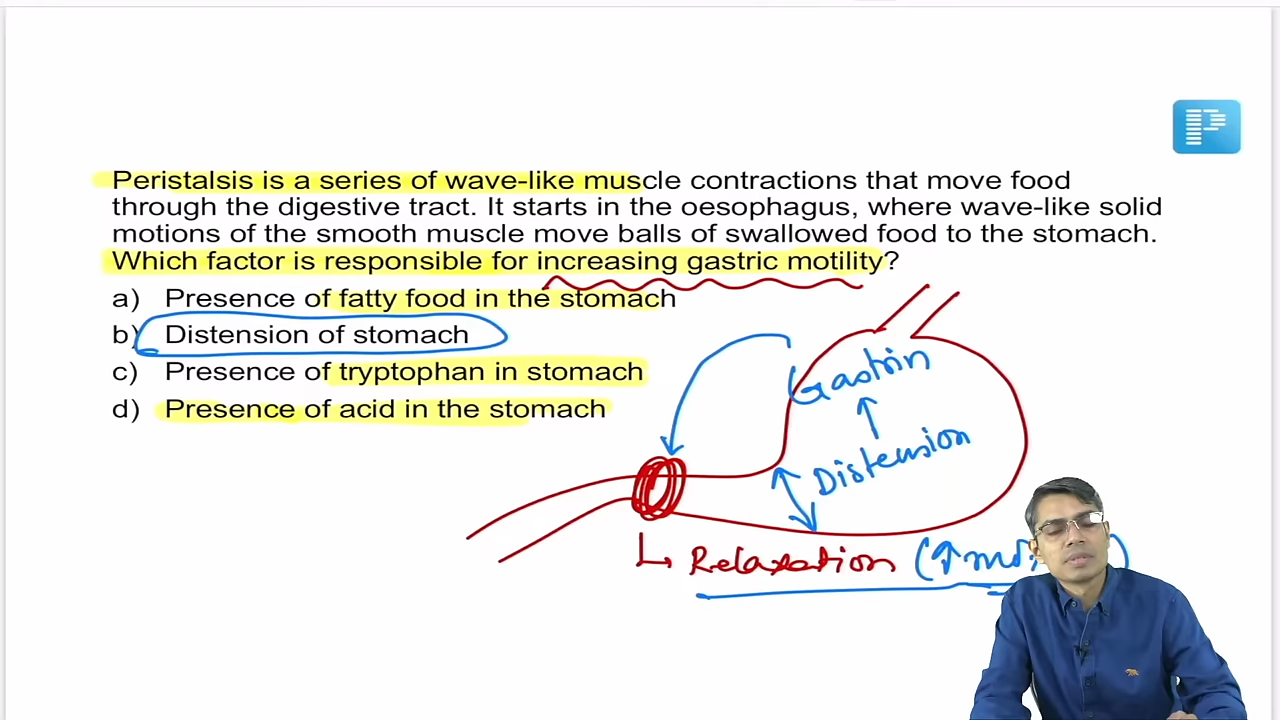 Peristalsis is a series of wave-like muscle contractions that move food
through the digestive tract. It starts in the oesophagus, where wave-like solid
motions of the smooth muscle move balls of swallowed food to the stomach.
Which factor is responsible for increasing gastric motility?
a) Presence of fatty food in the stomach
b) Distension of stomach
c) Presence of tryptophan in stomach
d) Presence of acid in the stomach
Gastrin
Distension
Relaxation